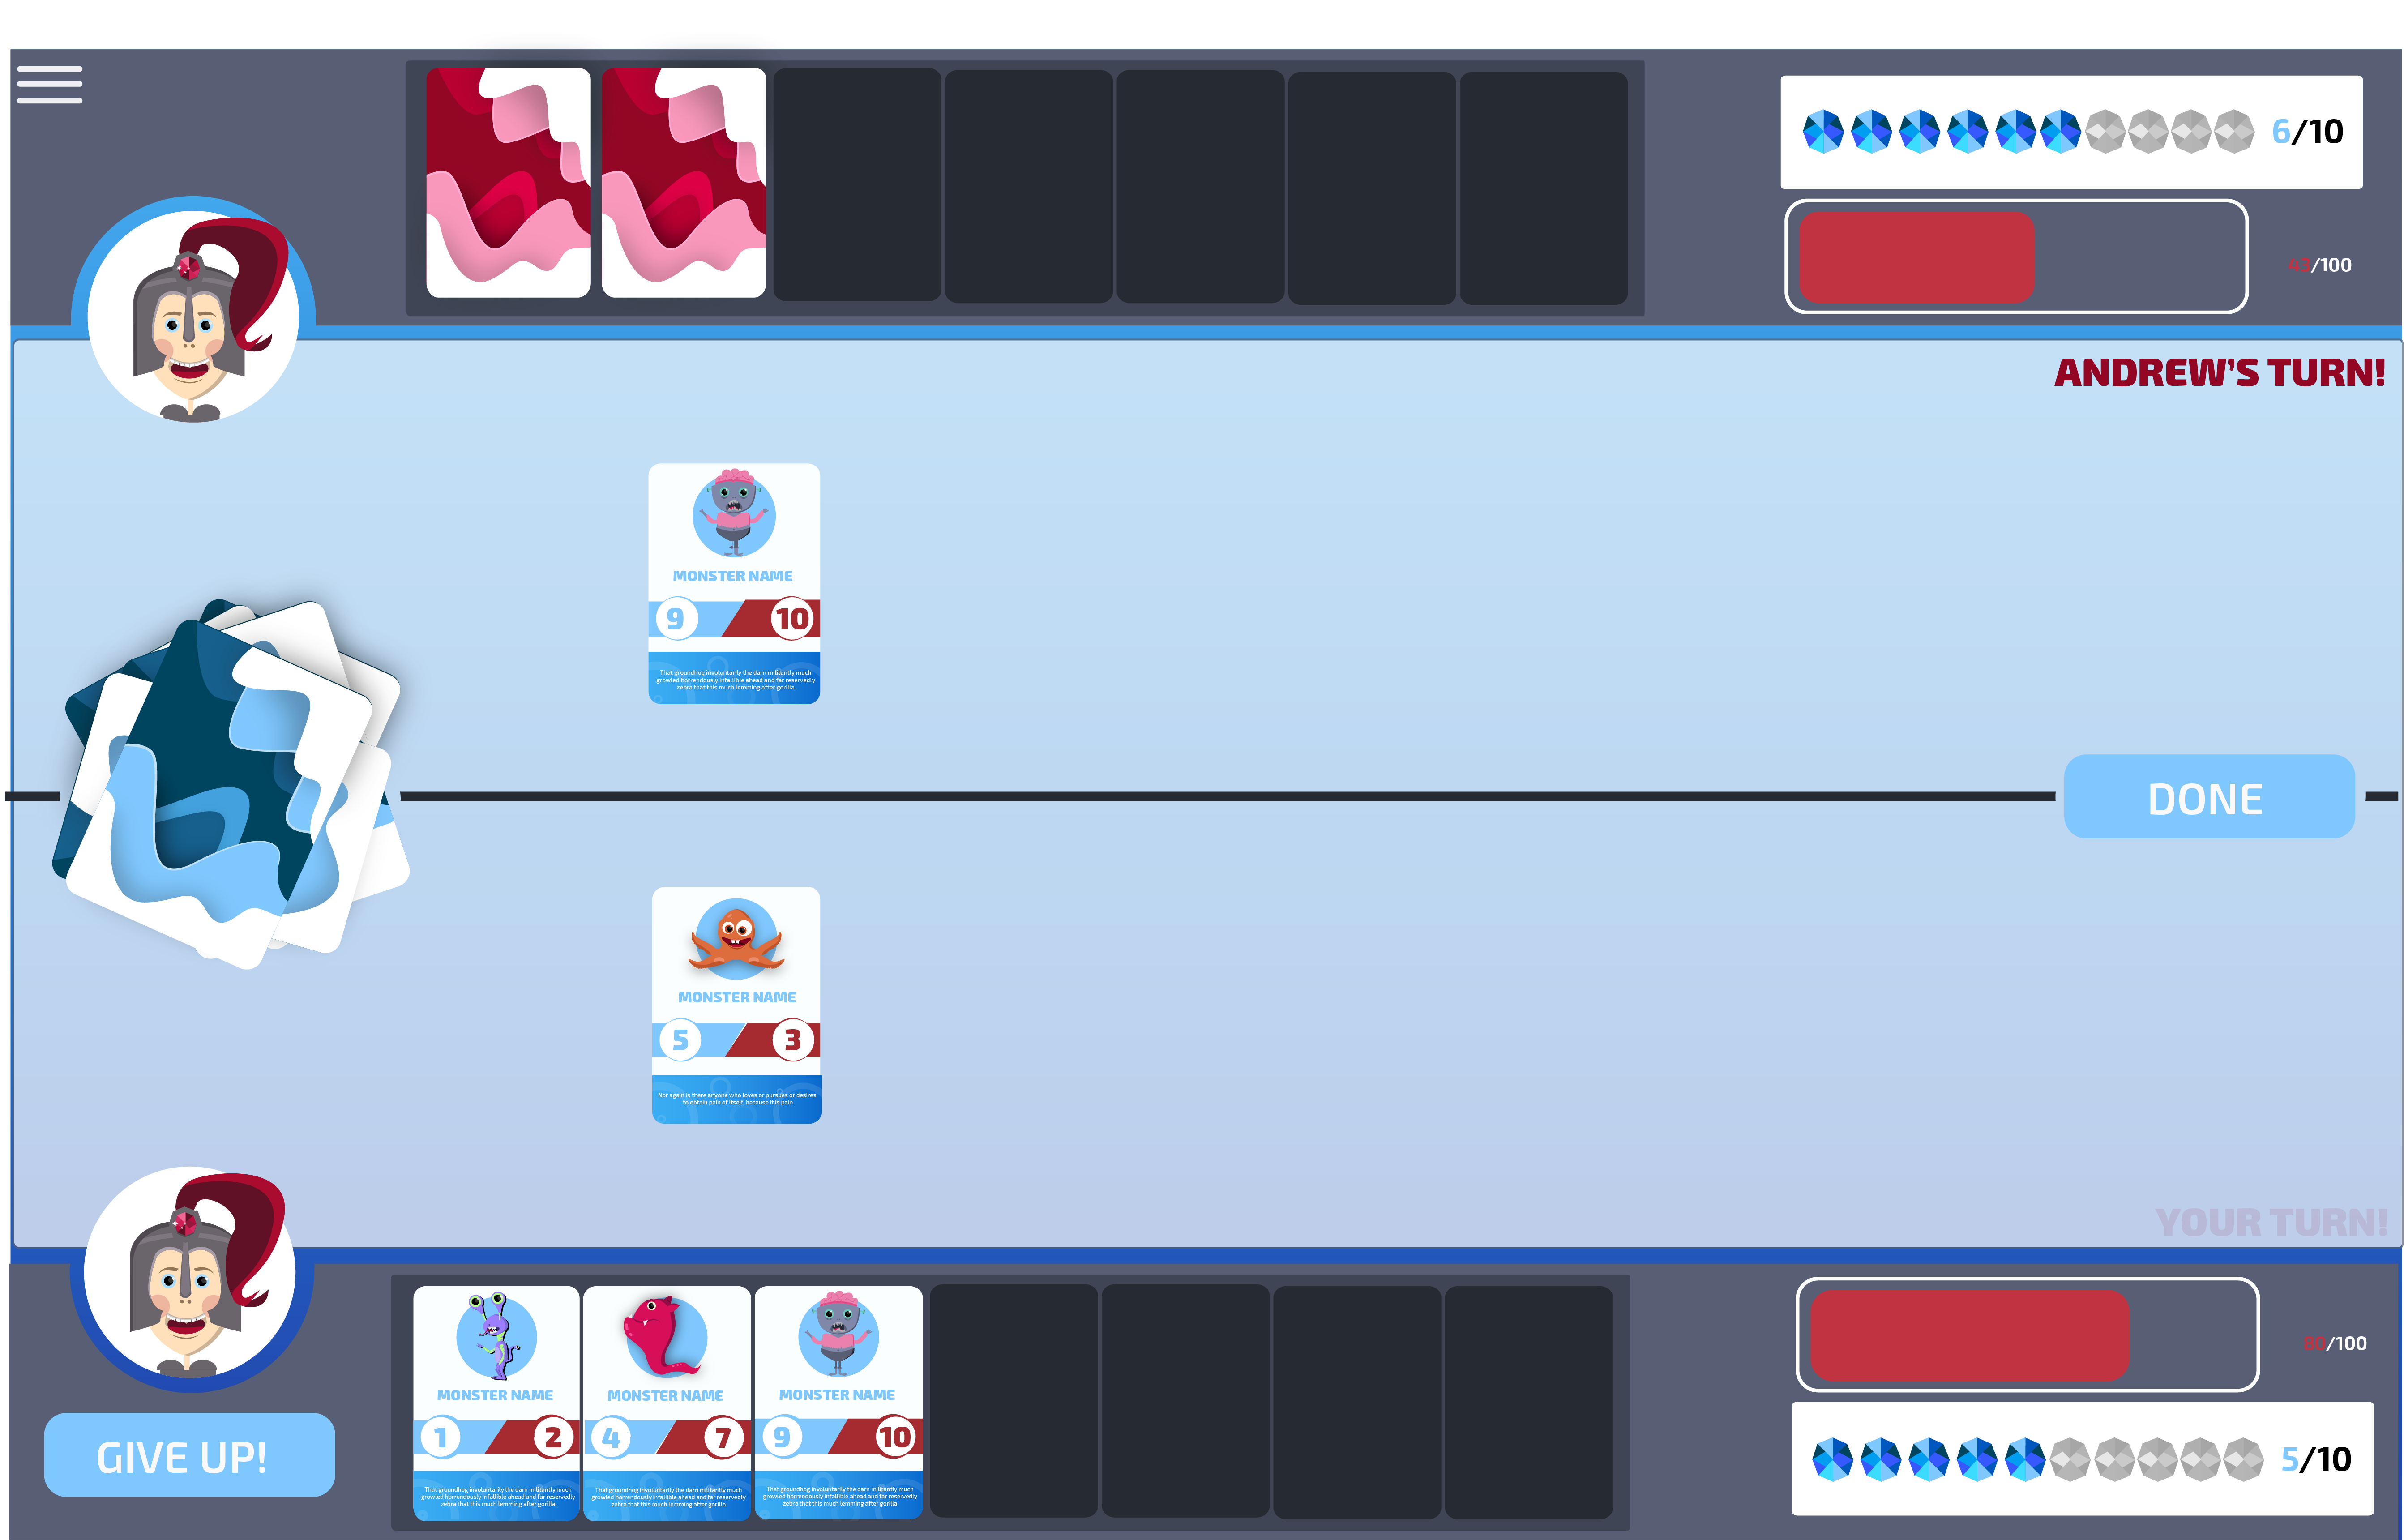 6/10
43/100
ANDREW'S TURN!
MONSTER NAME
9 10
That groundhog involuntarily the darn militantly much
growled horrendously infallible ahead and far reservedly
zebra that this much lemming after gorilla.
DONE
MONSTER NAME
5 3
Nor again is there anyone who loves or pursues or desires
to obtain pain of itself, because it is pain
YOUR TURN!
MONSTER NAME
1 2
That groundhog involuntarily the darn militantly much
growled horrendously infallible ahead and far reservedly
zebra that this much lemming after gorilla.
MONSTER NAME
4 7
That groundhog involuntarily the darn militantly much
growled horrendously infallible ahead and far reservedly
zebra that this much lemming after gorilla.
MONSTER NAME
9 10
That groundhog involuntarily the darn militantly much
growled horrendously infallible ahead and far reservedly
zebra that this much lemming after gorilla.
80/100
GIVE UP!
5/10